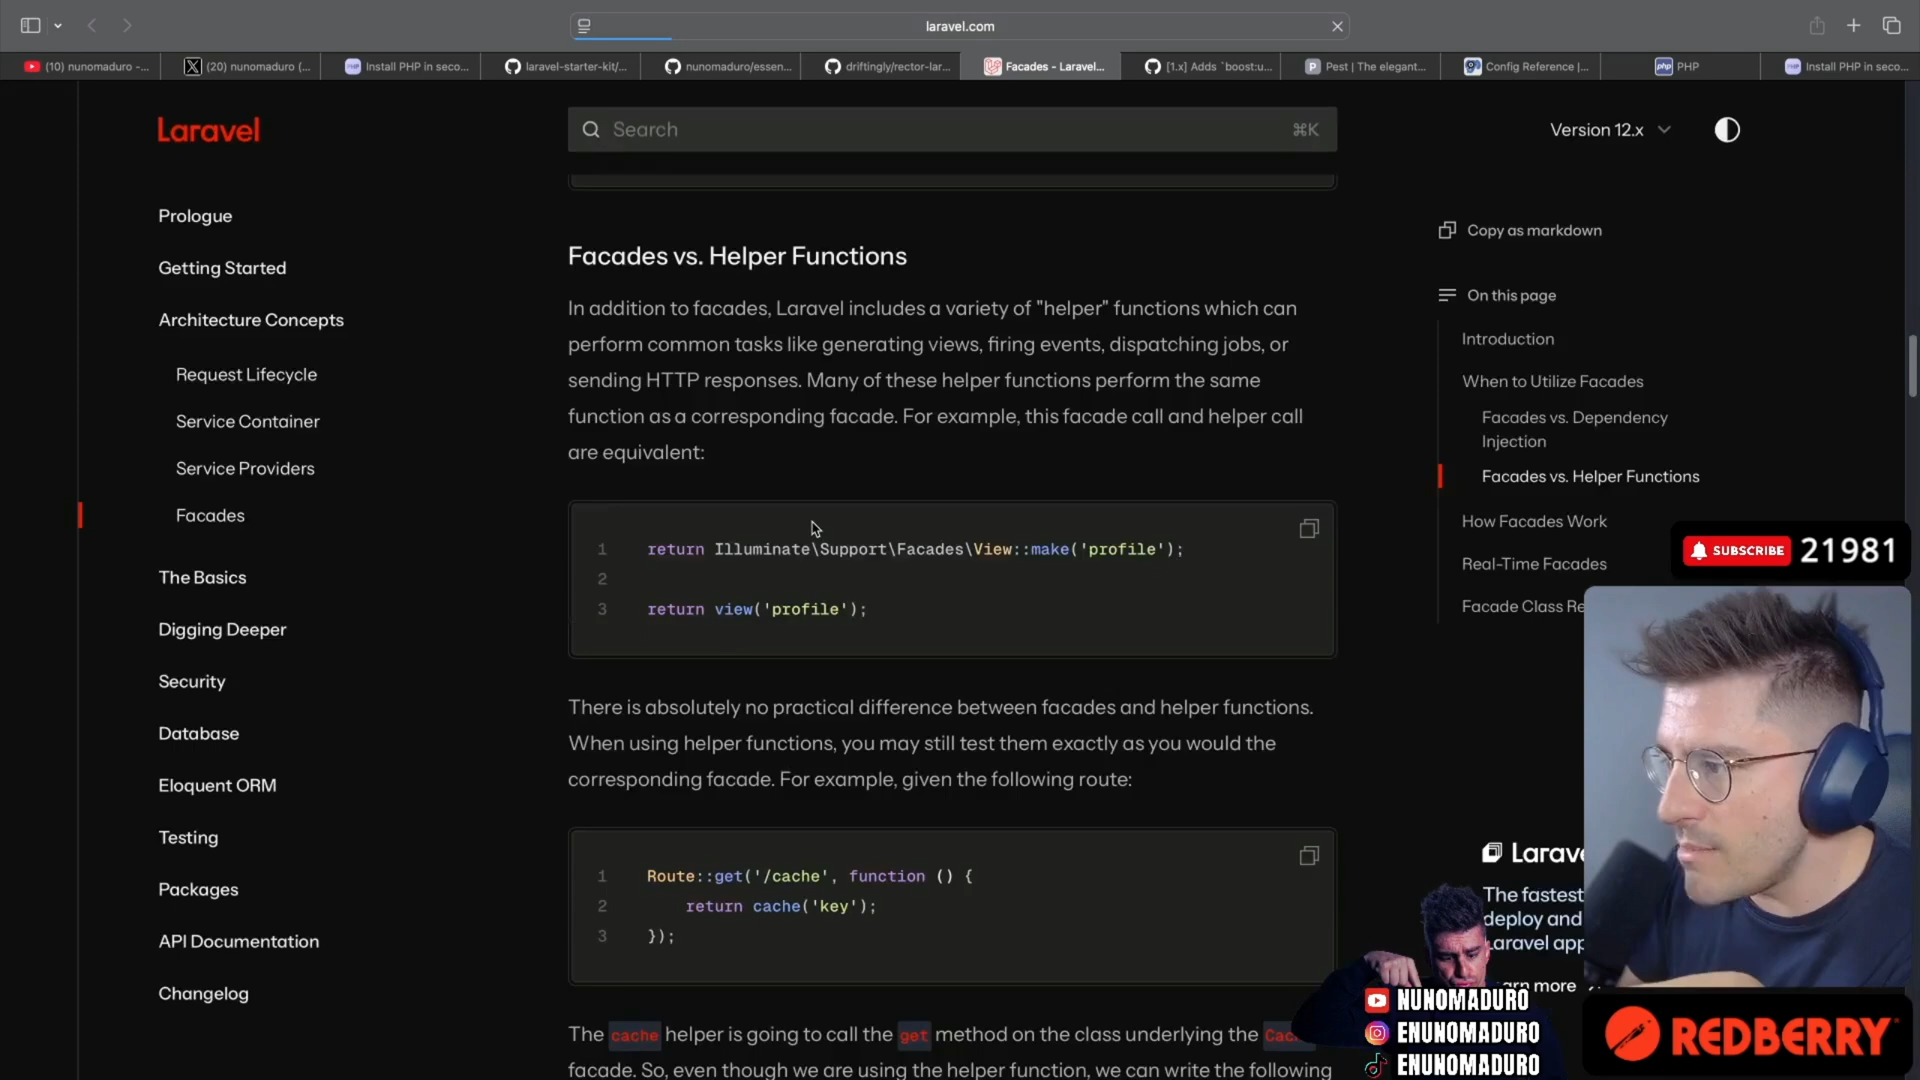 laravel.com
(10) nunomaduro -...
(20) nunomaduro (...
Install PHP in seco...
laravel-starter-kit/...
nunomaduro/essen...
driftingly/rector-lar...
Facades - Laravel...
[1.x] Adds `boost:u...
Pest | The elegant...
Config Reference |...
php PHP
Install PHP in seco...
Laravel
Search
⌘K
Version 12.x
Prologue
Getting Started
Architecture Concepts
Request Lifecycle
Service Container
Service Providers
Facades
The Basics
Digging Deeper
Security
Database
Eloquent ORM
Testing
Packages
API Documentation
Changelog
Facades vs. Helper Functions
In addition to facades, Laravel includes a variety of "helper" functions which can
perform common tasks like generating views, firing events, dispatching jobs, or
sending HTTP responses. Many of these helper functions perform the same
function as a corresponding facade. For example, this facade call and helper call
are equivalent:
1 return Illuminate\Support\Facades\View::make('profile');
2
3 return view('profile');
There is absolutely no practical difference between facades and helper functions.
When using helper functions, you may still test them exactly as you would the
corresponding facade. For example, given the following route:
1 Route::get('/cache', function () {
2 return cache('key');
3 });
The cache helper is going to call the get method on the class underlying the
facade. So, even though we are using the helper function, we can write the following
Copy as markdown
On this page
Introduction
When to Utilize Facades
Facades vs. Dependency
Injection
Facades vs. Helper Functions
How Facades Work
Real-Time Facades
Facade Class Re
SUBSCRIBE 21981
Larav
The fastest
deploy and
Laravel app
more
NUNOMADURO
ENUNOMADURO
ENUNOMADURO
REDBERRY